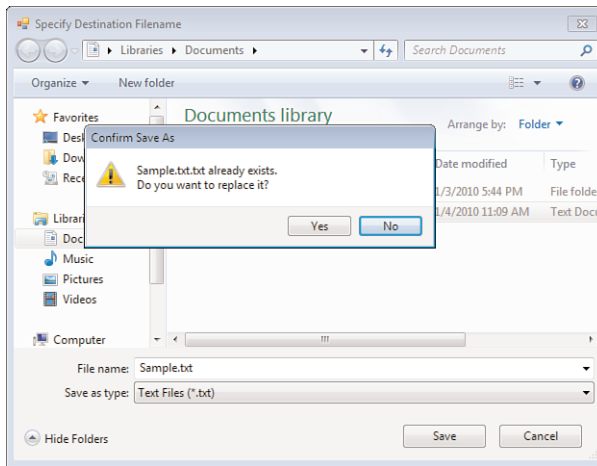 Specify Destination Filename
Libraries Documents
Search Documents
Organize New folder
Favorites
Documents library
Arrange by: Folder
Confirm Save As
Date modified Type
Sample.txt.txt already exists.
Do you want to replace it?
1/3/2010 5:44 PM File folde
1/4/2010 11:09 AM Text Docu
Yes No
Desk
Dow
Rece
Librari
Doc
Music
Pictures
Videos
Computer
File name: Sample.txt
Save as type: Text Files (*.txt)
Hide Folders
Save Cancel